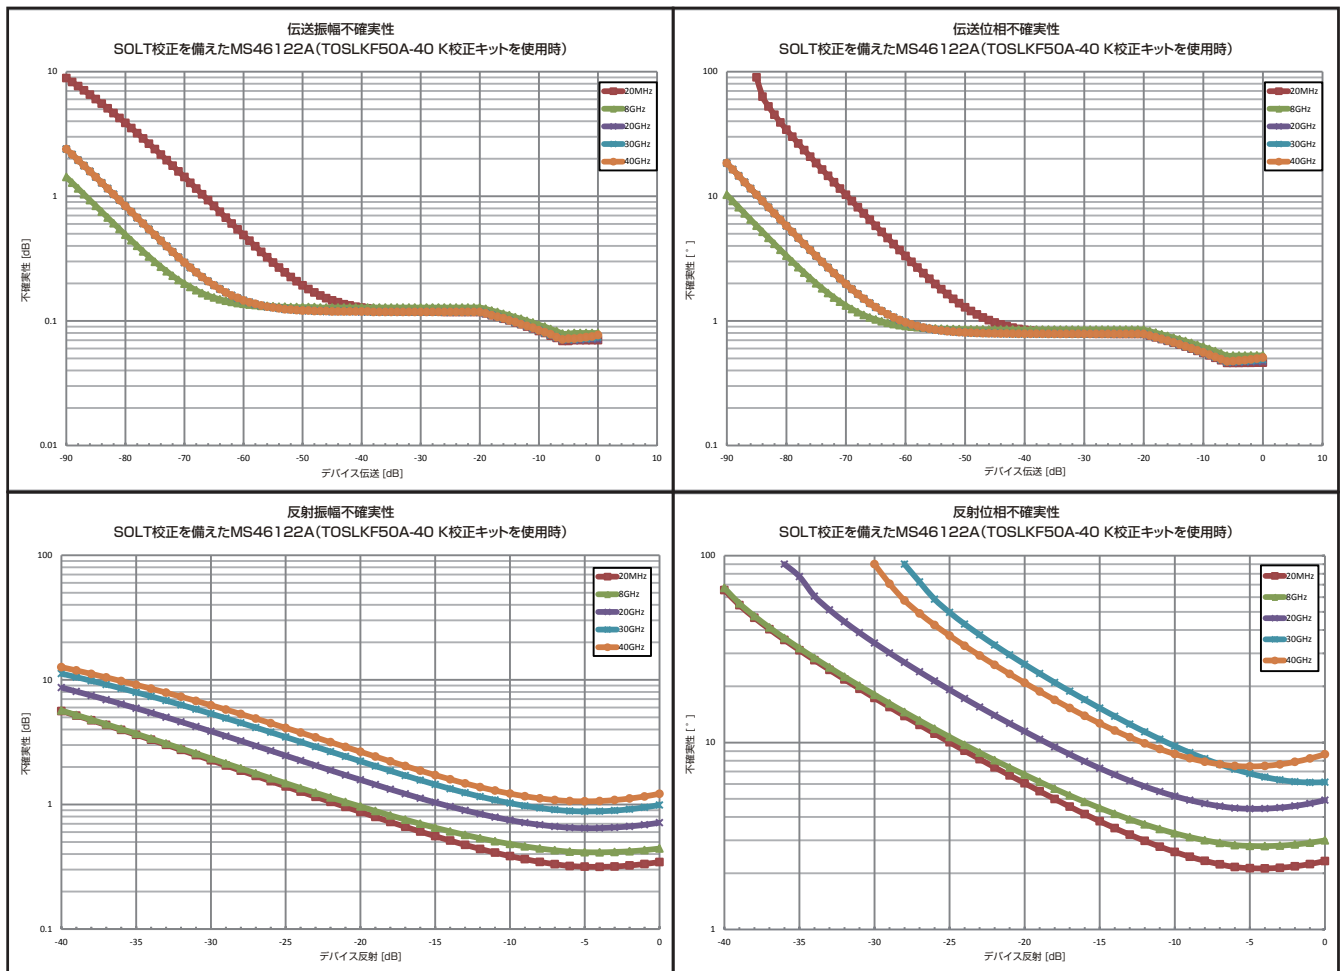 伝送振幅不確実性
SOLT校正を備えたMS46122A（TOSLKF50A-40 K校正キットを使用時）
10
1
0.1
0.01
不確実性 [dB]
20MHz
8GHz
20GHz
30GHz
40GHz
-90 -80 -70 -60 -50 -40 -30 -20 -10 0 10
デバイス伝送 [dB]
伝送位相不確実性
SOLT校正を備えたMS46122A（TOSLKF50A-40 K校正キットを使用時）
100
10
1
0.1
不確実性 [ ° ]
20MHz
8GHz
20GHz
30GHz
40GHz
-90 -80 -70 -60 -50 -40 -30 -20 -10 0 10
デバイス伝送 [dB]
反射振幅不確実性
SOLT校正を備えたMS46122A（TOSLKF50A-40 K校正キットを使用時）
100
10
1
0.1
不確実性 [dB]
20MHz
8GHz
20GHz
30GHz
40GHz
-40 -35 -30 -25 -20 -15 -10 -5 0
デバイス反射 [dB]
反射位相不確実性
SOLT校正を備えたMS46122A（TOSLKF50A-40 K校正キットを使用時）
100
10
1
不確実性 [ ° ]
20MHz
8GHz
20GHz
30GHz
40GHz
-40 -35 -30 -25 -20 -15 -10 -5 0
デバイス反射 [dB]